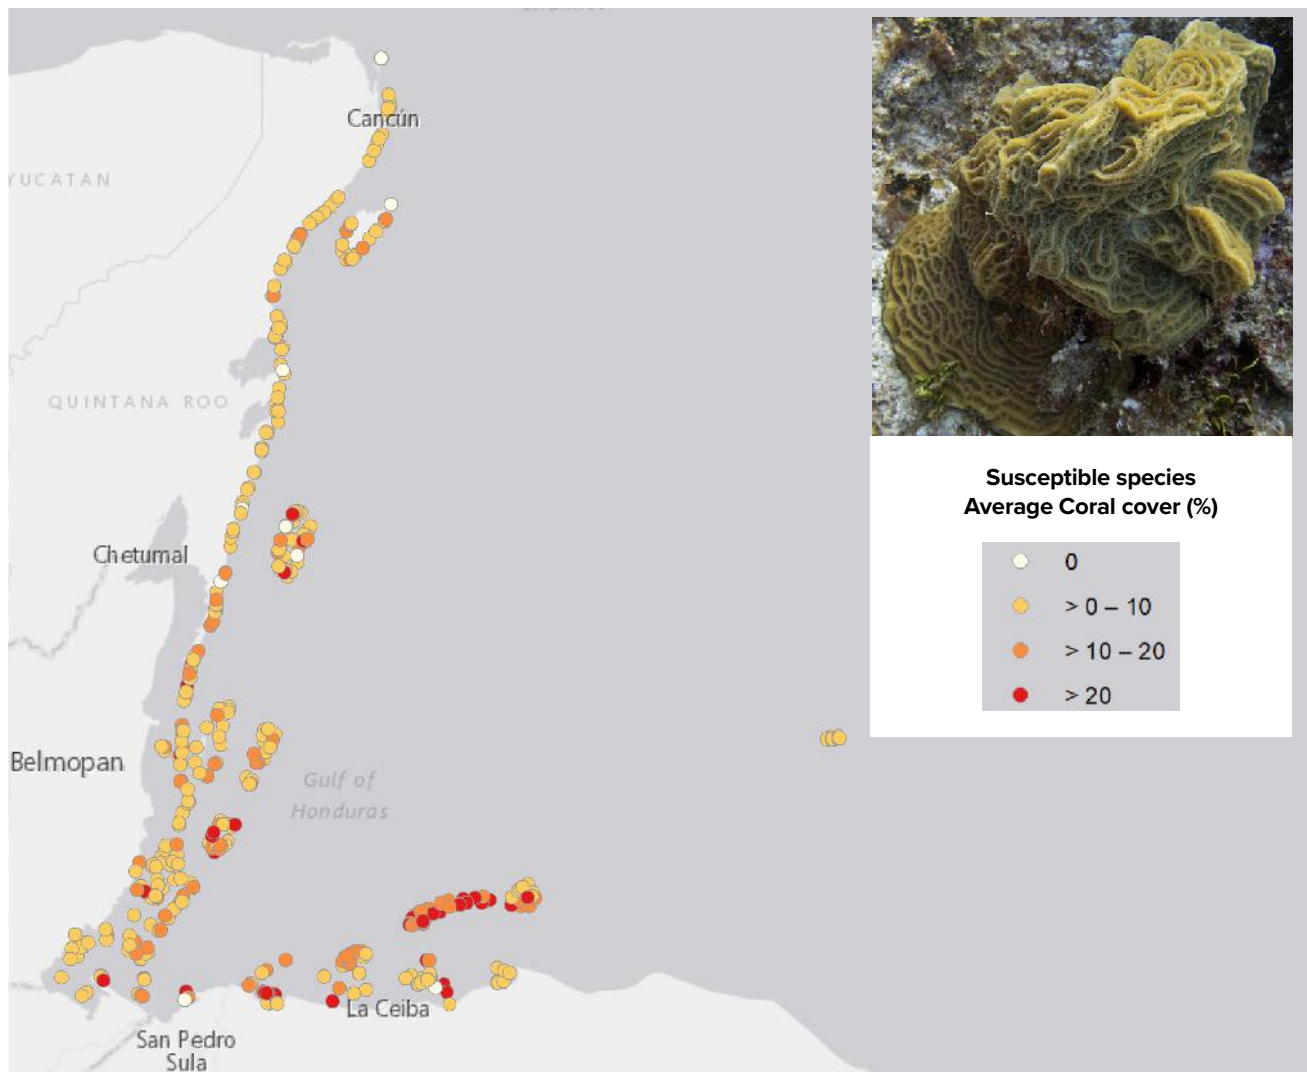 Cancún
YUCATAN
QUINTANA ROO
Chetumal
Belmopan
Gulf of
Honduras
La Ceiba
San Pedro
Sula
Susceptible species
Average Coral cover (%)
0
> 0 – 10
> 10 – 20
> 20